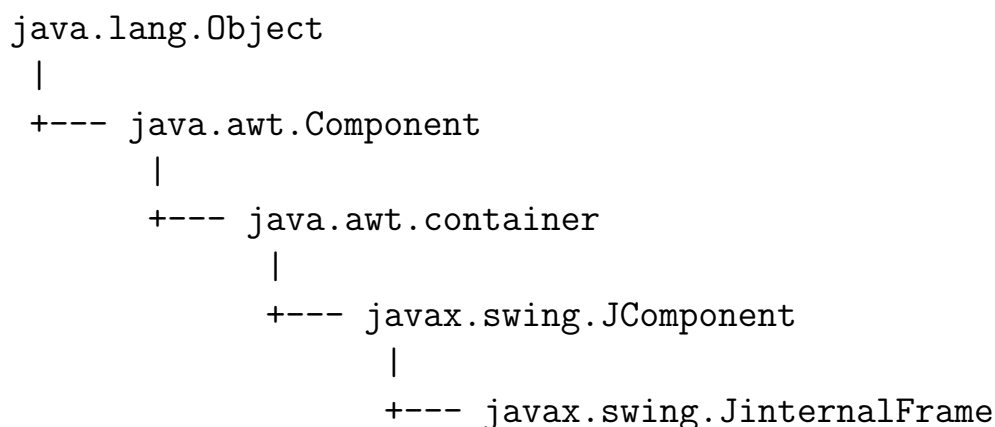 java.lang.Object
|
+--- java.awt.Component
|
+--- java.awt.container
|
+--- javax.swing.JComponent
|
+--- javax.swing.JinternalFrame